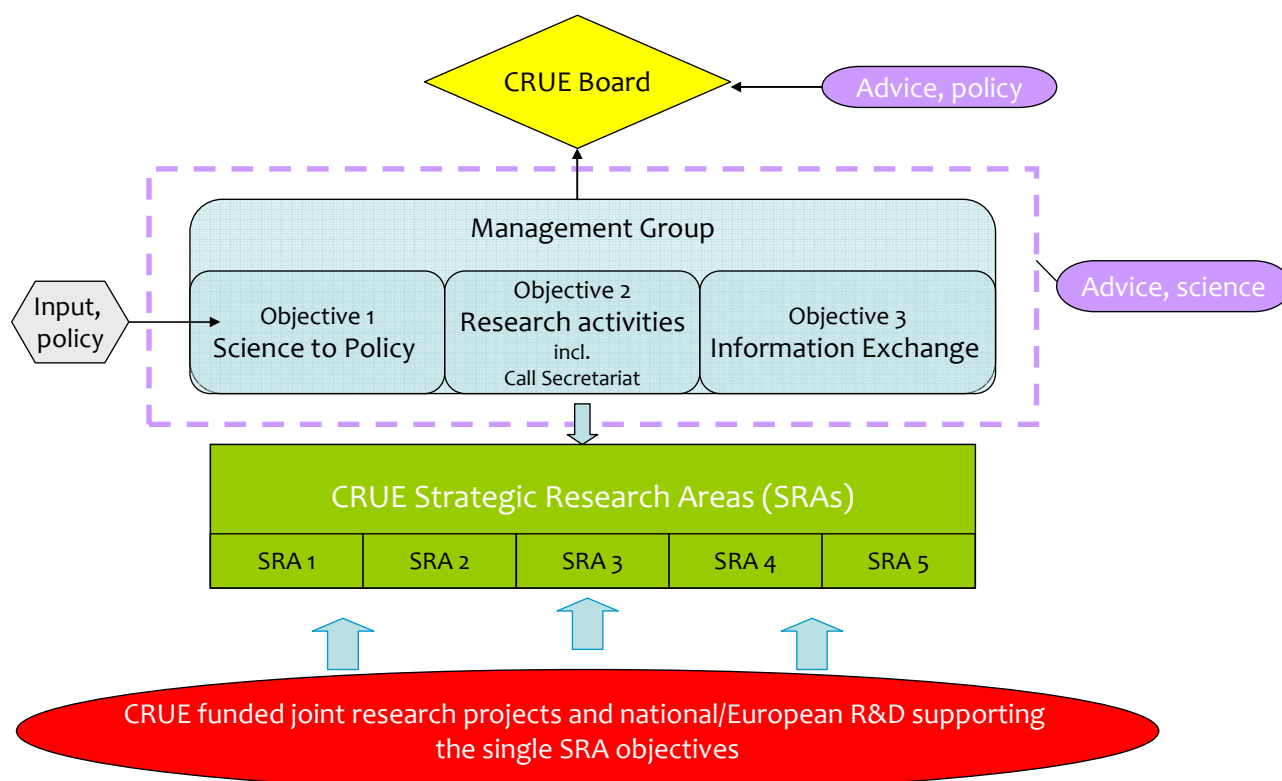 CRUE Board
Advice, policy
Management Group
Input,
policy
Objective 1
Science to Policy
Objective 2
Research activities
incl.
Call Secretariat
Objective 3
Information Exchange
Advice, science
CRUE Strategic Research Areas (SRAs)
SRA 1
SRA 2
SRA 3
SRA 4
SRA 5
CRUE funded joint research projects and national/European R&D supporting
the single SRA objectives